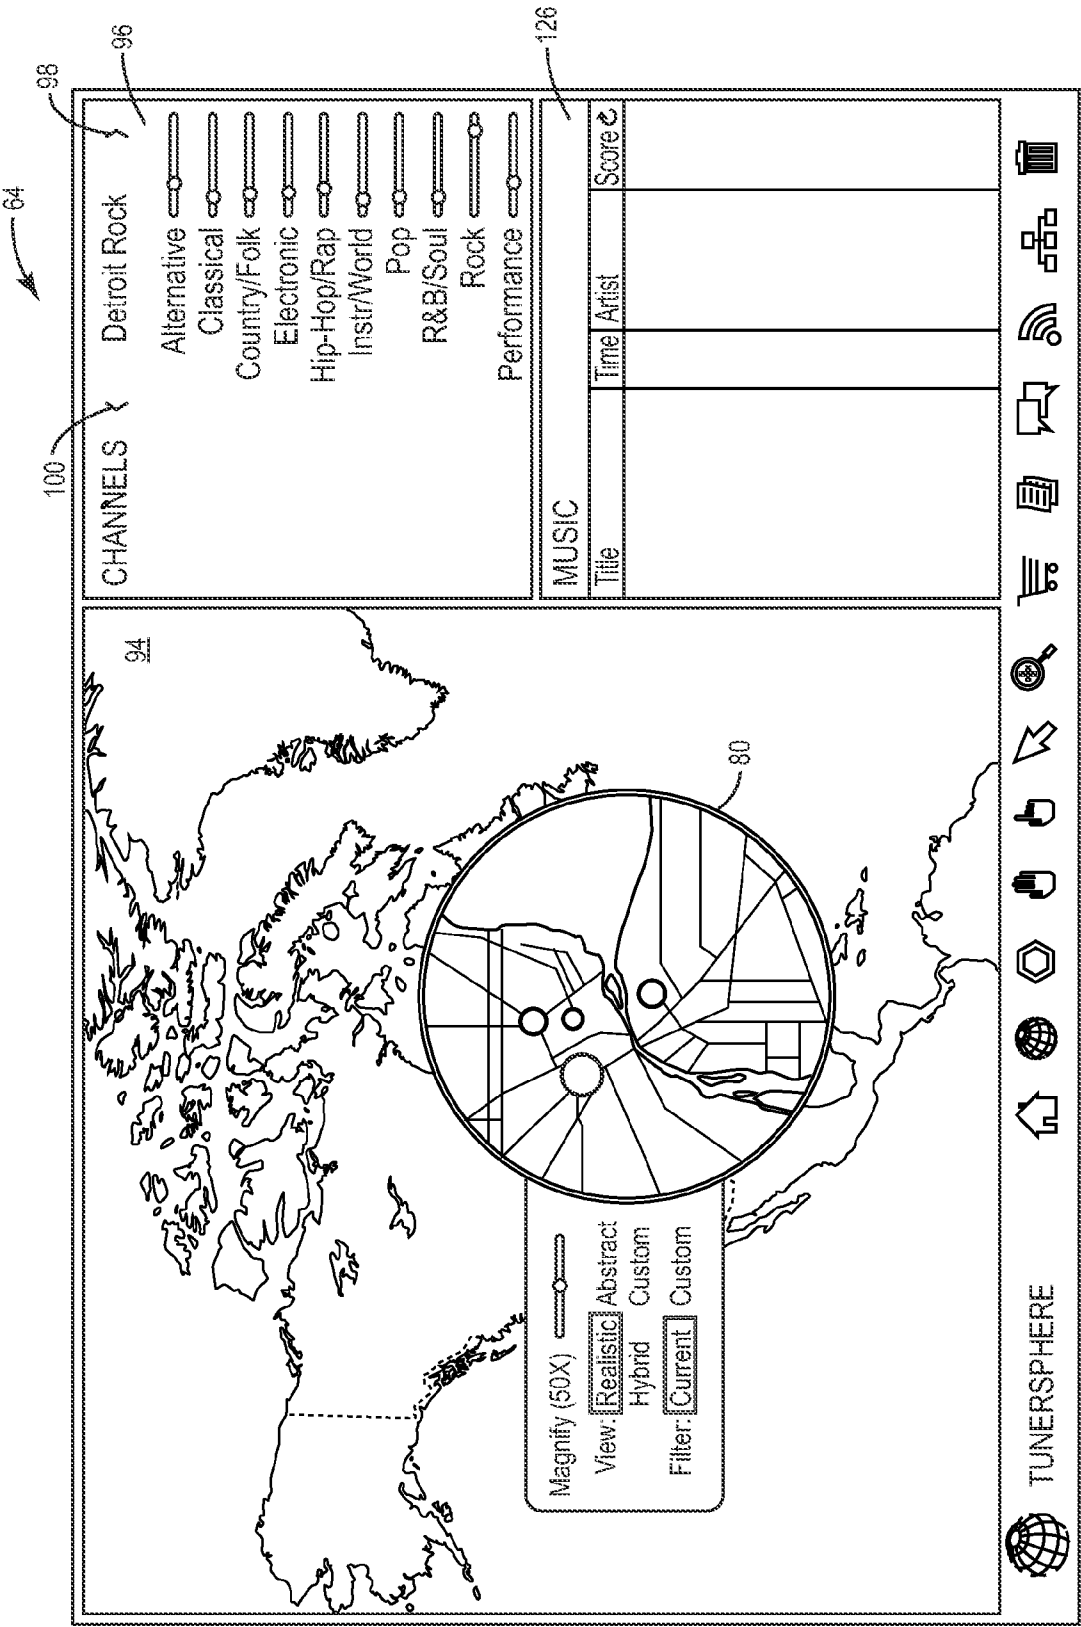 64
98
96
100
126
CHANNELS
Detroit Rock
Alternative
Classical
Country/Folk
Electronic
Hip-Hop/Rap
Instr/World
Pop
R&B/Soul
Rock
Performance
MUSIC
Title Time Artist Score
94
80
Magnify (50X)
View: Realistic Abstract
Hybrid Custom
Filter: Current Custom
TUNERSPHERE